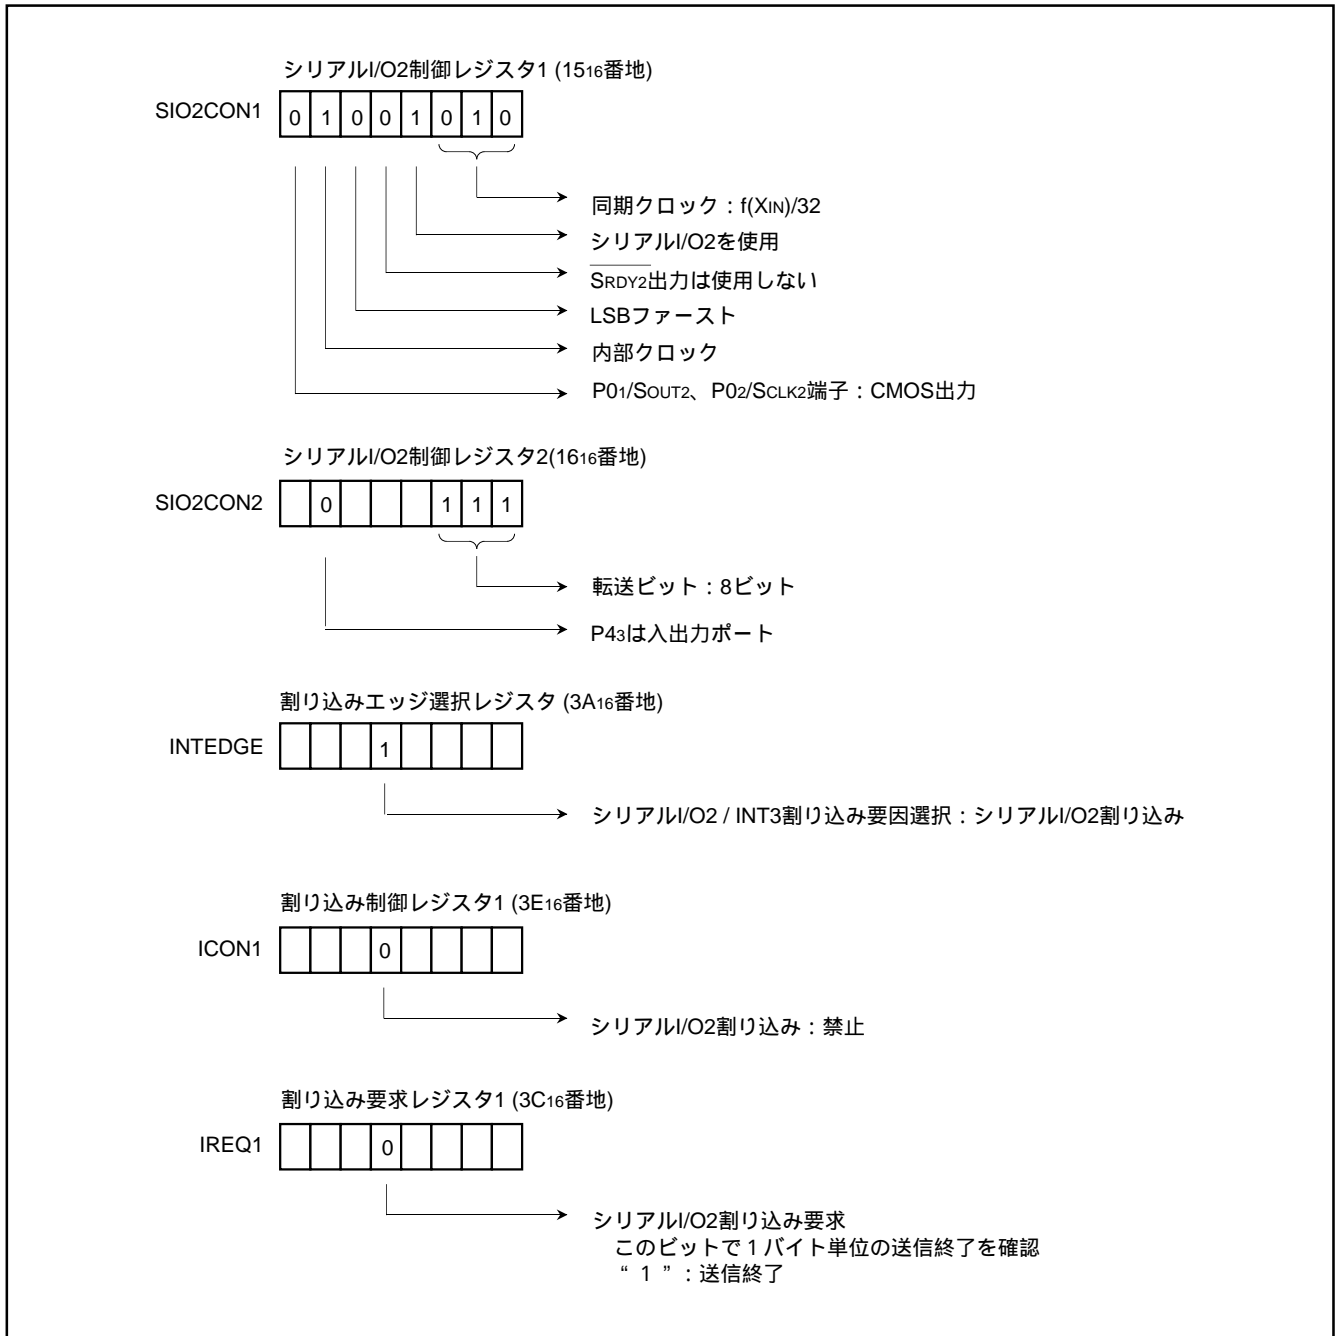 シリアルI/O2制御レジスタ1 (1516番地)
SIO2CON1 0 1 0 0 1 0 1 0
同期クロック：f(XIN)/32
シリアルI/O2を使用
SRDY2出力は使用しない
LSBファースト
内部クロック
P01/SOUT2、P02/SCLK2端子：CMOS出力
シリアルI/O2制御レジスタ2(1616番地)
SIO2CON2 0 1 1 1
転送ビット：8ビット
P43は入出力ポート
割り込みエッジ選択レジスタ (3A16番地)
INTEDGE 1
シリアルI/O2 / INT3割り込み要因選択：シリアルI/O2割り込み
割り込み制御レジスタ1 (3E16番地)
ICON1 0
シリアルI/O2割り込み：禁止
割り込み要求レジスタ1 (3C16番地)
IREQ1 0
シリアルI/O2割り込み要求
このビットで１バイト単位の送信終了を確認
“１”：送信終了